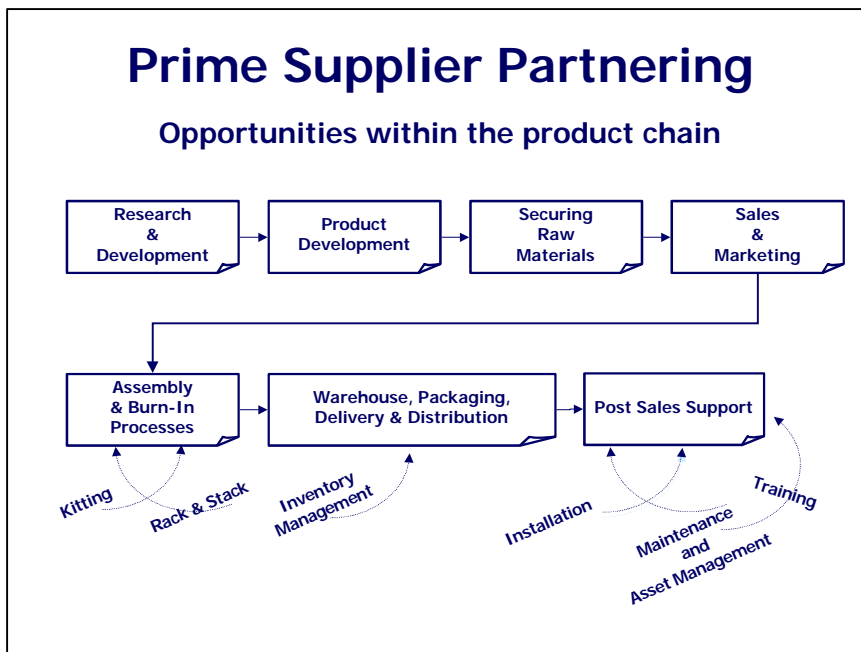 Prime Supplier Partnering
Opportunities within the product chain
Research
&
Development
Product
Development
Securing
Raw
Materials
Sales
&
Marketing
Assembly
& Burn-In
Processes
Warehouse, Packaging,
Delivery & Distribution
Post Sales Support
Kitting
Rack & Stack
Inventory
Management
Installation
Maintenance
and
Asset Management
Training